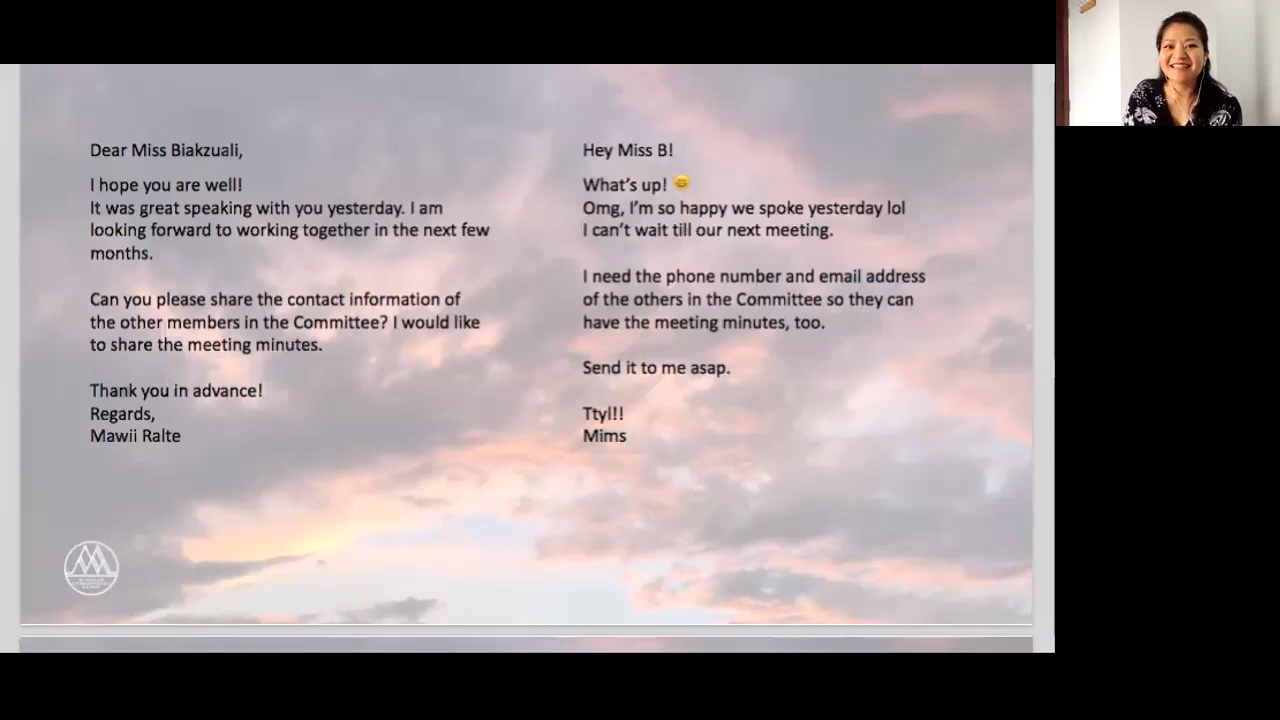 Dear Miss Biakzuali,
I hope you are well!
It was great speaking with you yesterday. I am
looking forward to working together in the next few
months.
Can you please share the contact information of
the other members in the Committee? I would like
to share the meeting minutes.
Thank you in advance!
Regards,
Mawii Ralte
Hey Miss B!
What's up! 😊
Omg, I'm so happy we spoke yesterday lol
I can't wait till our next meeting.
I need the phone number and email address
of the others in the Committee so they can
have the meeting minutes, too.
Send it to me asap.
Ttyl!!
Mims